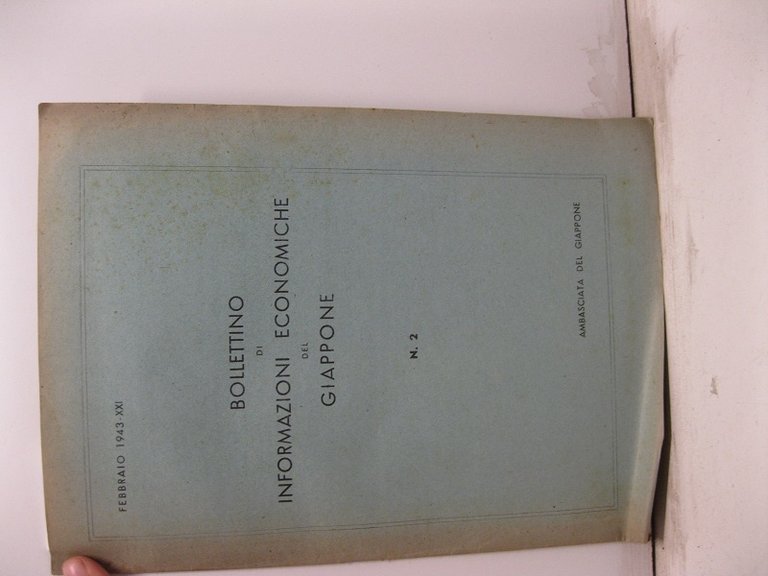 FEBBRAIO 1943-XXI
BOLLETTINO
DI
INFORMAZIONI ECONOMICHE
DEL
GIAPPONE
N. 2
AMBASCIATA DEL GIAPPONE